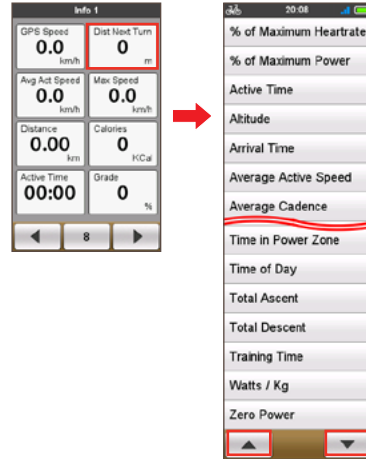 Info 1
GPS Speed Dist Next Turn
0.0 0
km/h m
Avg Act Speed Max Speed
0.0 0.0
km/h km/h
Distance Calories
0.00 0
km KCal
Active Time Grade
00:00 0
%
8
20:08
% of Maximum Heartrate
% of Maximum Power
Active Time
Altitude
Arrival Time
Average Active Speed
Average Cadence
Time in Power Zone
Time of Day
Total Ascent
Total Descent
Training Time
Watts / Kg
Zero Power